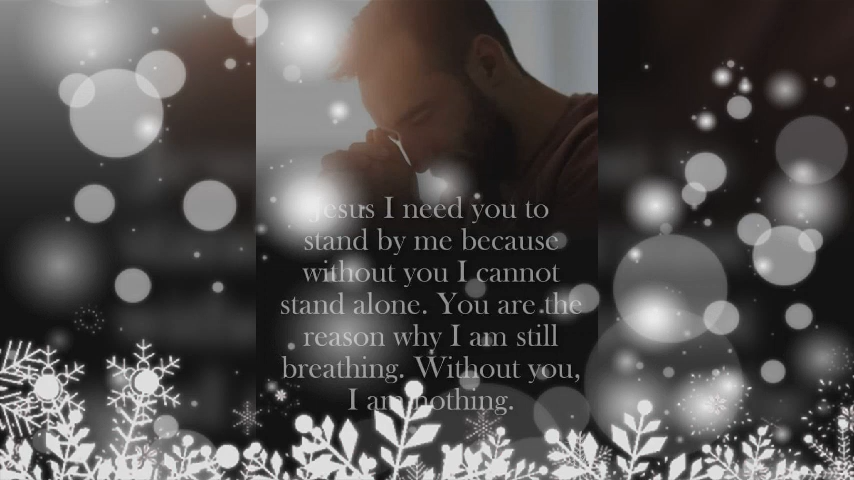 Jesus I need you to
stand by me because
without you I cannot
stand alone. You are the
reason why I am still
breathing. Without you,
I am nothing.